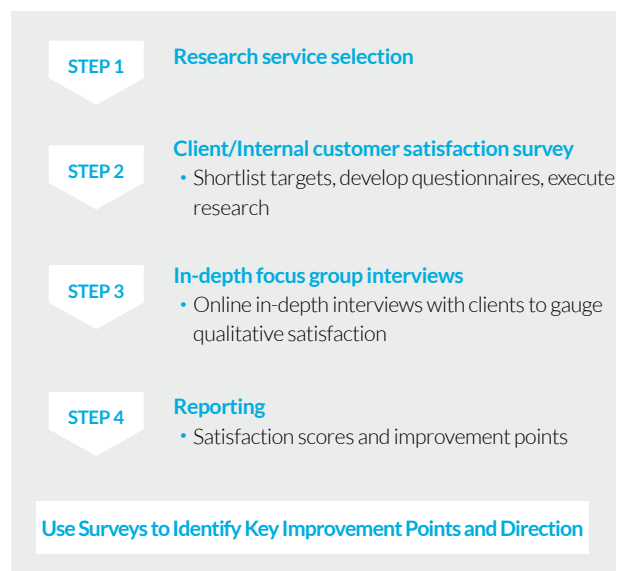 STEP 1
Research service selection
STEP 2
Client/Internal customer satisfaction survey
• Shortlist targets, develop questionnaires, execute
research
STEP 3
In-depth focus group interviews
• Online in-depth interviews with clients to gauge
qualitative satisfaction
STEP 4
Reporting
• Satisfaction scores and improvement points
Use Surveys to Identify Key Improvement Points and Direction